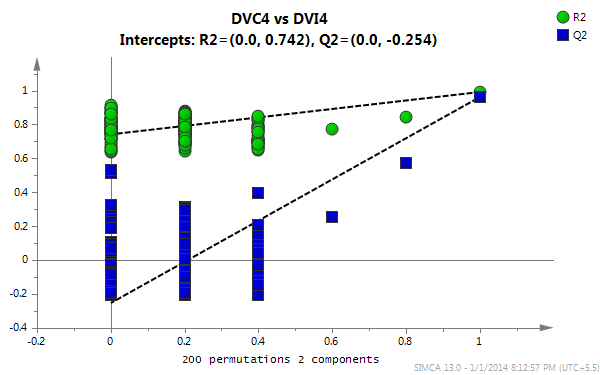 DVC4 vs DVI4
Intercepts: R2=(0.0, 0.742), Q2=(0.0, -0.254)
R2
Q2
1
0.8
0.6
0.4
0.2
0
-0.2
-0.4
-0.2 0 0.2 0.4 0.6 0.8 1
200 permutations 2 components
SIMCA 13.0 - 1/1/2014 8:12:57 PM (UTC+5.5)